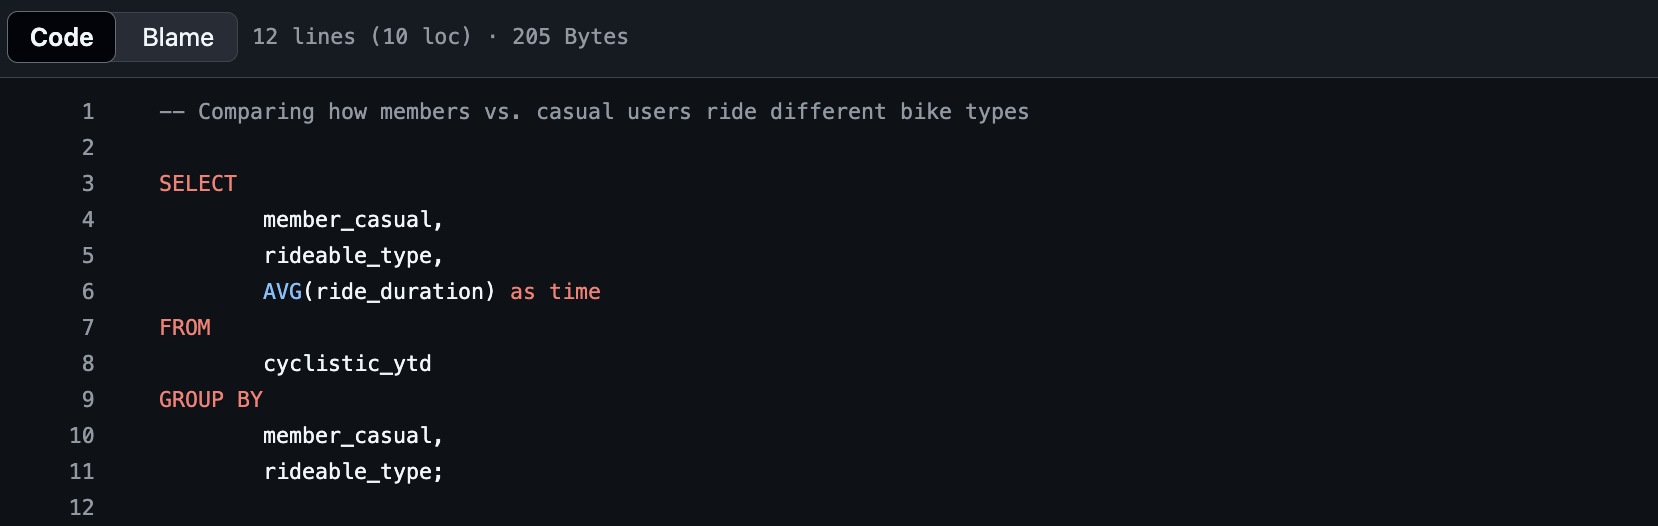 Code Blame 12 lines (10 loc) · 205 Bytes
1 -- Comparing how members vs. casual users ride different bike types
2
3 SELECT
4 member_casual,
5 rideable_type,
6 AVG(ride_duration) as time
7 FROM
8 cyclistic_ytd
9 GROUP BY
10 member_casual,
11 rideable_type;
12